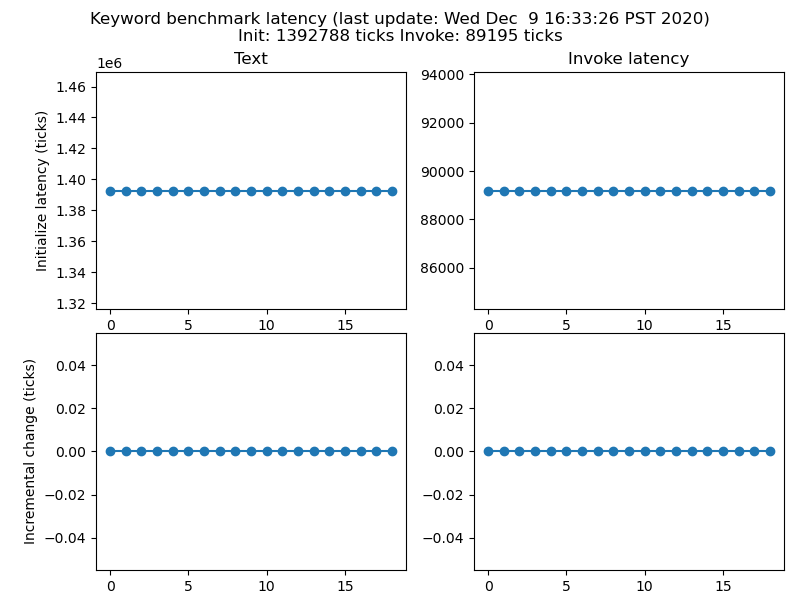 Keyword benchmark latency (last update: Wed Dec  9 16:33:26 PST 2020)
Init: 1392788 ticks Invoke: 89195 ticks
Text
1e6
Initialize latency (ticks)
1.46
1.44
1.42
1.40
1.38
1.36
1.34
1.32
0 5 10 15
Invoke latency
94000
92000
90000
88000
86000
0 5 10 15
Incremental change (ticks)
0.04
0.02
0.00
−0.02
−0.04
0 5 10 15
0.04
0.02
0.00
−0.02
−0.04
0 5 10 15